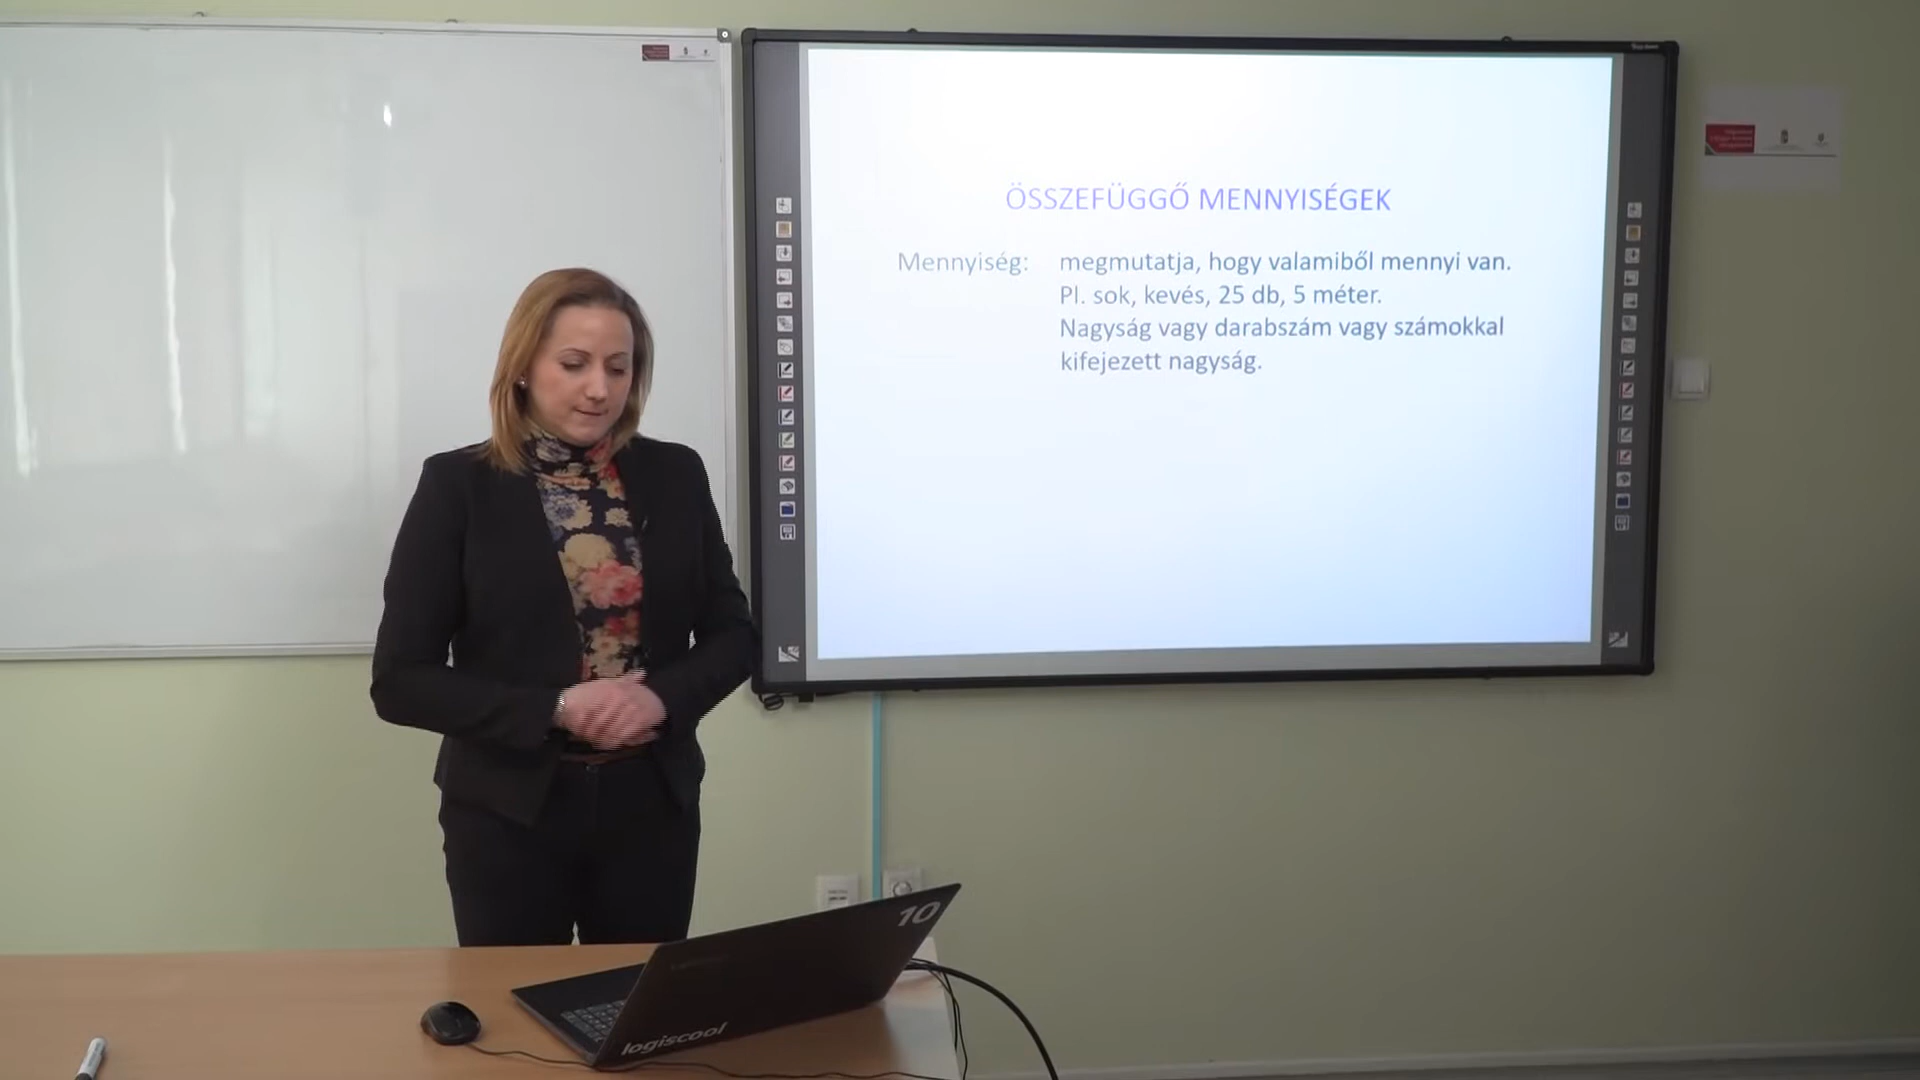 ÖSSZEFÜGGŐ MENNYISÉGEK
Mennyiség: megmutatja, hogy valamiből mennyi van.
Pl. sok, kevés, 25 db, 5 méter.
Nagyság vagy darabszám vagy számokkal
kifejezett nagyság.
10
logiscool